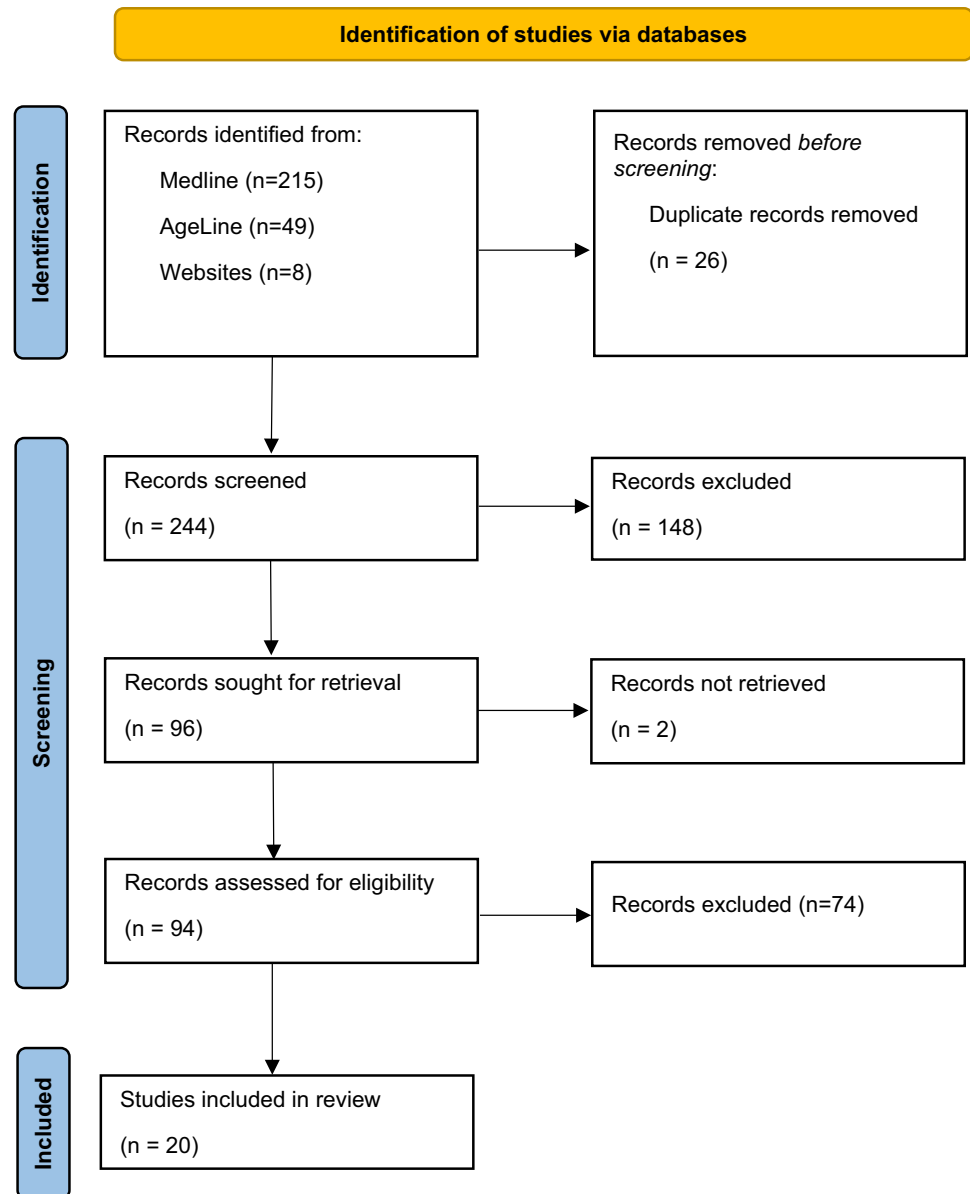 Identification of studies via databases
Identification
Records identified from:
Medline (n=215)
AgeLine (n=49)
Websites (n=8)
Records removed before
screening:
Duplicate records removed
(n = 26)
Screening
Records screened
(n = 244)
Records excluded
(n = 148)
Records sought for retrieval
(n = 96)
Records not retrieved
(n = 2)
Records assessed for eligibility
(n = 94)
Records excluded (n=74)
Included
Studies included in review
(n = 20)